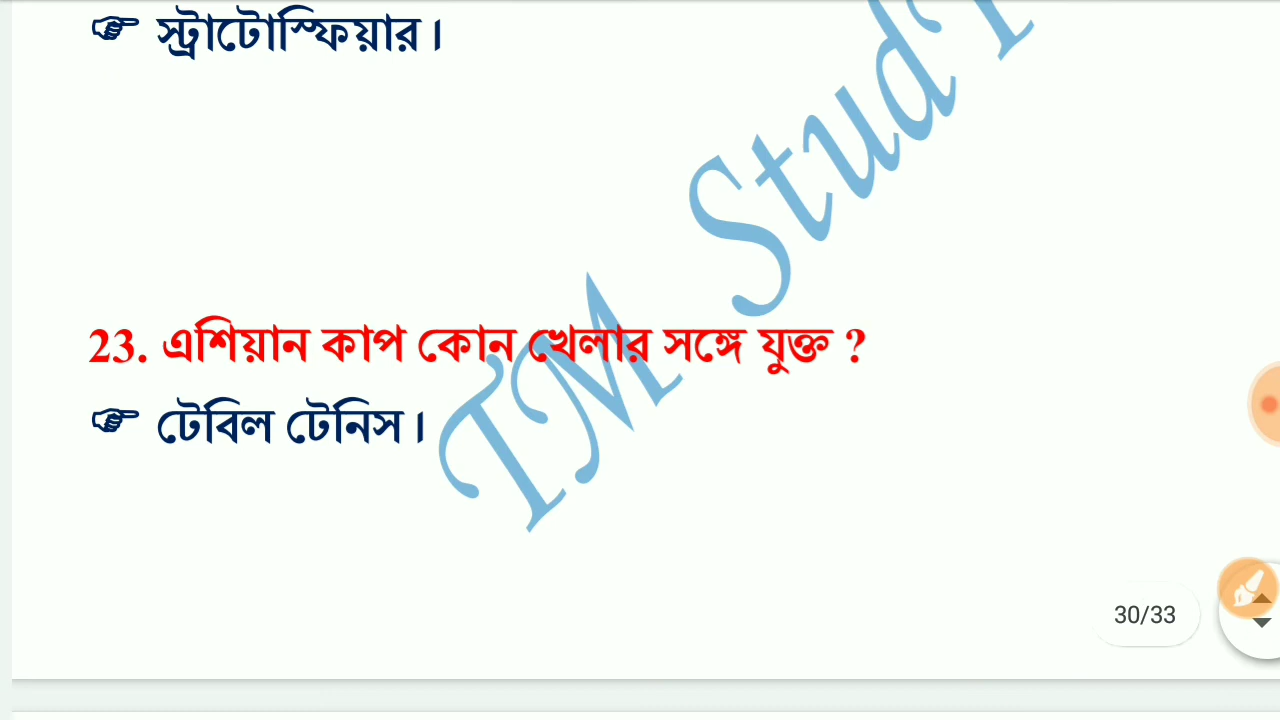 ☞ স্ট্রাটোস্ফিয়ার।
23. এশিয়ান কাপ কোন খেলার সঙ্গে যুক্ত ?
☞ টেবিল টেনিস।
TM Stud
30/33